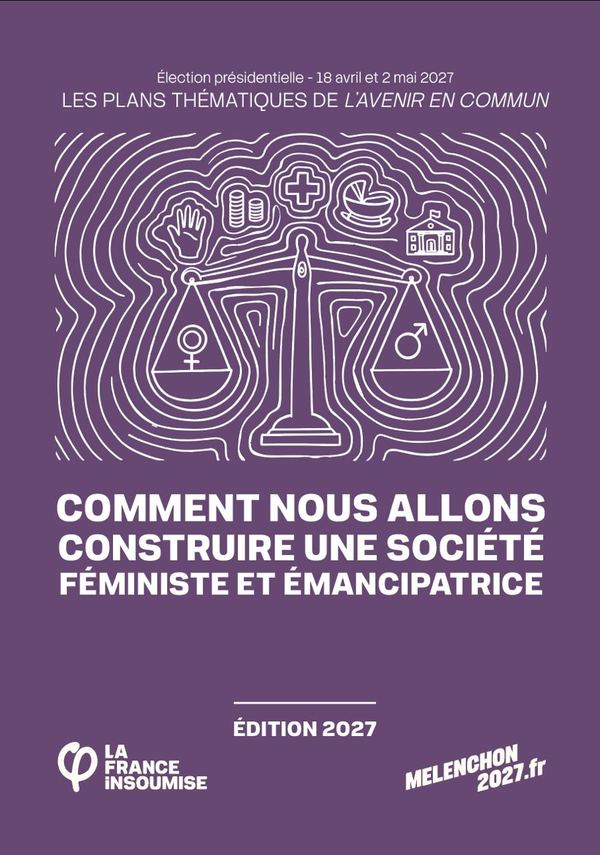 Élection présidentielle - 18 avril et 2 mai 2027
LES PLANS THÉMATIQUES DE L'AVENIR EN COMMUN
COMMENT NOUS ALLONS
CONSTRUIRE UNE SOCIÉTÉ
FÉMINISTE ET ÉMANCIPATRICE
ÉDITION 2027
LA
FRANCE
iNSOUMISE
MELENCHON
2027.fr